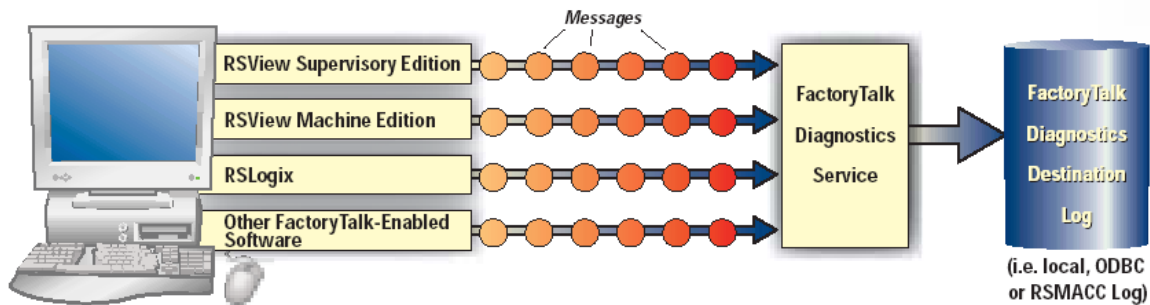 Messages
RSView Supervisory Edition
RSView Machine Edition
RSLogix
Other FactoryTalk-Enabled
Software
FactoryTalk
Diagnostics
Service
FactoryTalk
Diagnostics
Destination
Log
(i.e. local, ODBC
or RSMACC Log)